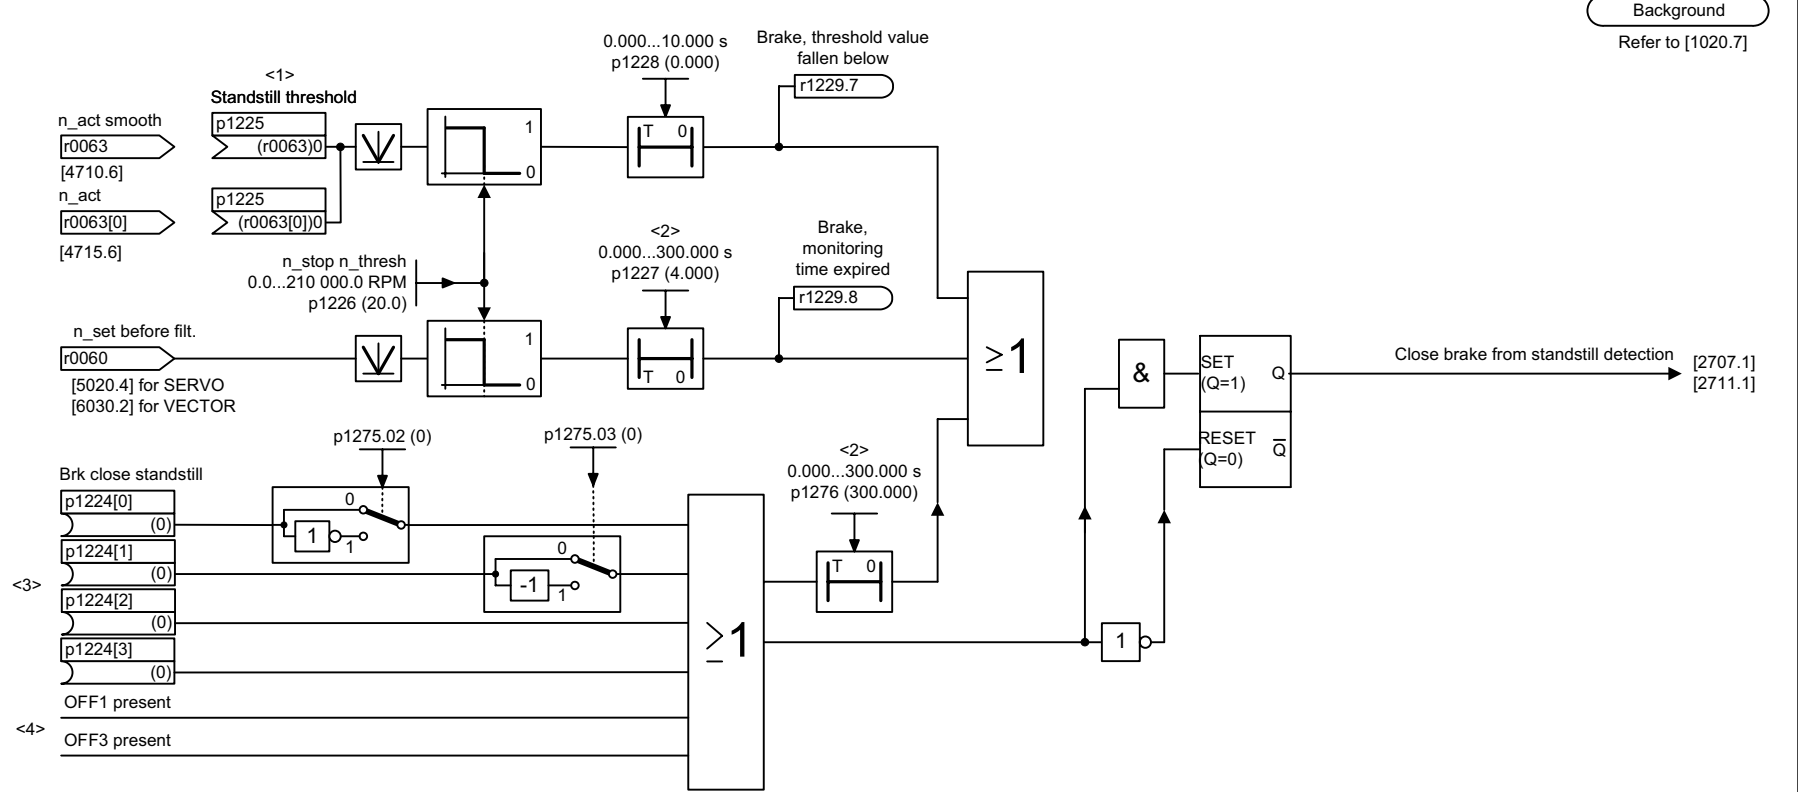 Background
Refer to [1020.7]
<1>
Standstill threshold
n_act smooth
r0063
[4710.6]
p1225
(r0063)0
n_act
r0063[0]
[4715.6]
p1225
(r0063[0])0
1
0
0.000...10.000 s
p1228 (0.000)
T 0
Brake, threshold value
fallen below
r1229.7
n_stop n_thresh
0.0...210 000.0 RPM
p1226 (20.0)
<2>
0.000...300.000 s
p1227 (4.000)
T 0
Brake,
monitoring
time expired
r1229.8
n_set before filt.
r0060
[5020.4] for SERVO
[6030.2] for VECTOR
1
0
≥1
&
SET
(Q=1)
Q
RESET
(Q=0)
Q̅
Close brake from standstill detection
[2707.1]
[2711.1]
p1275.02 (0)
p1275.03 (0)
Brk close standstill
p1224[0]
(0)
0
1
1
p1224[1]
(0)
0
-1
1
<3>
p1224[2]
(0)
p1224[3]
(0)
<4>
OFF1 present
OFF3 present
≥1
<2>
0.000...300.000 s
p1276 (300.000)
T 0
1